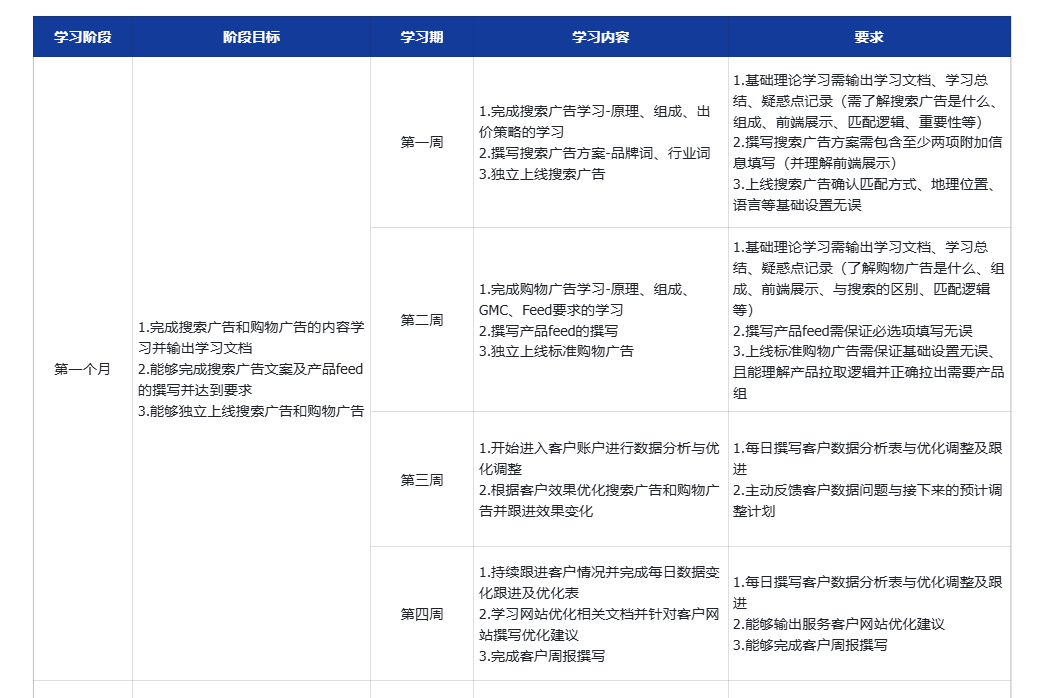 学习阶段
阶段目标
学习期
学习内容
要求
第一个月
1.完成搜索广告和购物广告的内容学
习并输出学习文档
2.能够完成搜索广告文案及产品feed
的撰写并达到要求
3.能够独立上线搜索广告和购物广告
第一周
1.完成搜索广告学习-原理、组成、出
价策略的学习
2.撰写搜索广告方案-品牌词、行业词
3.独立上线搜索广告
1.基础理论学习需输出学习文档、学习总
结、疑惑点记录（需了解搜索广告是什么、
组成、前端展示、匹配逻辑、重要性等）
2.撰写搜索广告方案需包含至少两项附加信
息填写（并理解前端展示）
3.上线搜索广告确认匹配方式、地理位置、
语言等基础设置无误
第二周
1.完成购物广告学习-原理、组成、
GMC、Feed要求的学习
2.撰写产品feed的撰写
3.独立上线标准购物广告
1.基础理论学习需输出学习文档、学习总
结、疑惑点记录（了解购物广告是什么、组
成、前端展示、与搜索的区别、匹配逻辑
等）
2.撰写产品feed需保证必选项填写无误
3.上线标准购物广告需保证基础设置无误、
且能理解产品拉取逻辑并正确拉出需要产品
组
第三周
1.开始进入客户账户进行数据分析与优
化调整
2.根据客户效果优化搜索广告和购物广
告并跟进效果变化
1.每日撰写客户数据分析表与优化调整及跟
进
2.主动反馈客户数据问题与接下来的预计调
整计划
第四周
1.持续跟进客户情况并完成每日数据变
化跟进及优化表
2.学习网站优化相关文档并针对客户网
站撰写优化建议
3.完成客户周报撰写
1.每日撰写客户数据分析表与优化调整及跟
进
2.能够输出服务客户网站优化建议
3.能够完成客户周报撰写